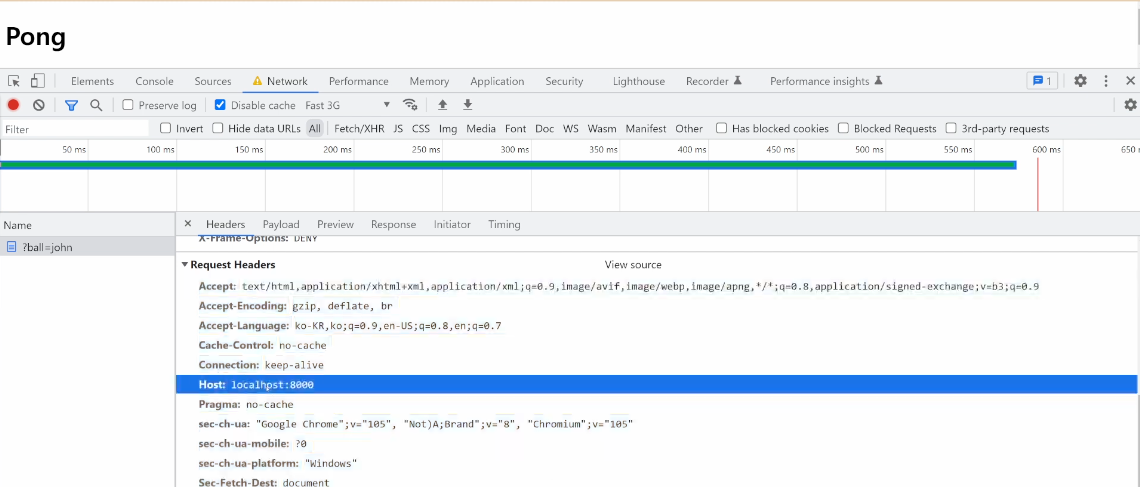 Pong
Elements Console Sources Network Performance Memory Application Security Lighthouse Recorder Performance insights 1
Preserve log Disable cache Fast 3G
Filter Invert Hide data URLs All Fetch/XHR JS CSS Img Media Font Doc WS Wasm Manifest Other Has blocked cookies Blocked Requests 3rd-party requests
50 ms 100 ms 150 ms 200 ms 250 ms 300 ms 350 ms 400 ms 450 ms 500 ms 550 ms 600 ms 650
Name Headers Payload Preview Response Initiator Timing
?ball=john
X-Frame-Options: DENY
Request Headers View source
Accept: text/html,application/xhtml+xml,application/xml;q=0.9,image/avif,image/webp,image/apng,*/*;q=0.8,application/signed-exchange;v=b3;q=0.9
Accept-Encoding: gzip, deflate, br
Accept-Language: ko-KR,ko;q=0.9,en-US;q=0.8,en;q=0.7
Cache-Control: no-cache
Connection: keep-alive
Host: localhost:8000
Pragma: no-cache
sec-ch-ua: "Google Chrome";v="105", "Not)A;Brand";v="8", "Chromium";v="105"
sec-ch-ua-mobile: ?0
sec-ch-ua-platform: "Windows"
Sec-Fetch-Dest: document